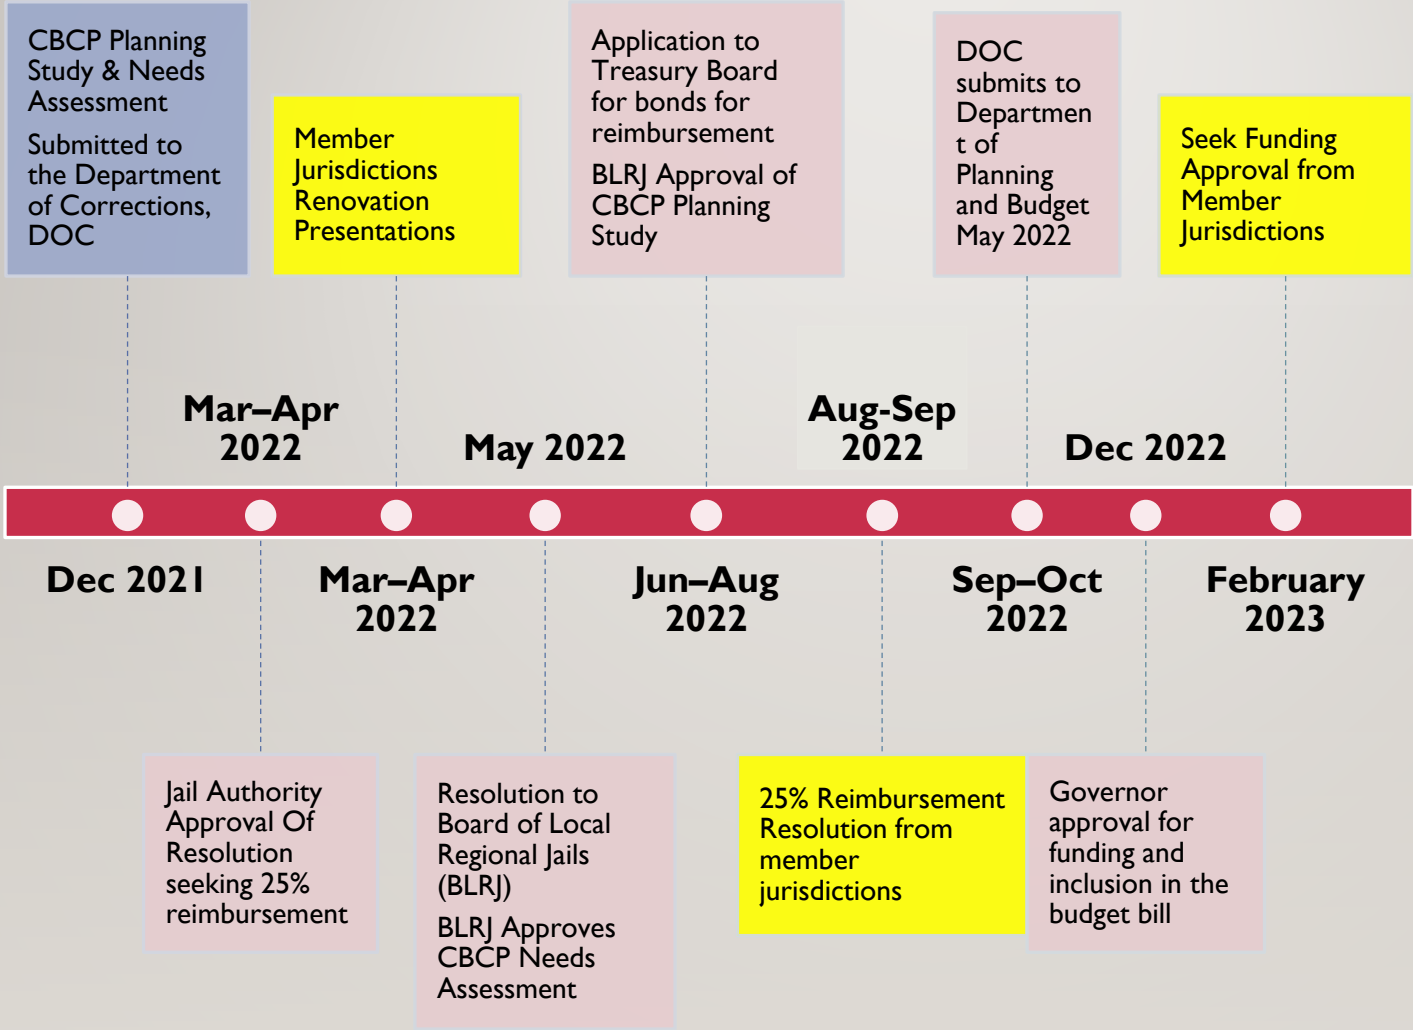 CBCP Planning
Study & Needs
Assessment
Submitted to
the Department
of Corrections,
DOC
Member
Jurisdictions
Renovation
Presentations
Application to
Treasury Board
for bonds for
reimbursement
BLRJ Approval of
CBCP Planning
Study
DOC
submits to
Departmen
t of
Planning
and Budget
May 2022
Seek Funding
Approval from
Member
Jurisdictions
Mar–Apr
2022
May 2022
Aug-Sep
2022
Dec 2022
Dec 2021
Mar–Apr
2022
Jun–Aug
2022
Sep–Oct
2022
February
2023
Jail Authority
Approval Of
Resolution
seeking 25%
reimbursement
Resolution to
Board of Local
Regional Jails
(BLRJ)
BLRJ Approves
CBCP Needs
Assessment
25% Reimbursement
Resolution from
member
jurisdictions
Governor
approval for
funding and
inclusion in the
budget bill